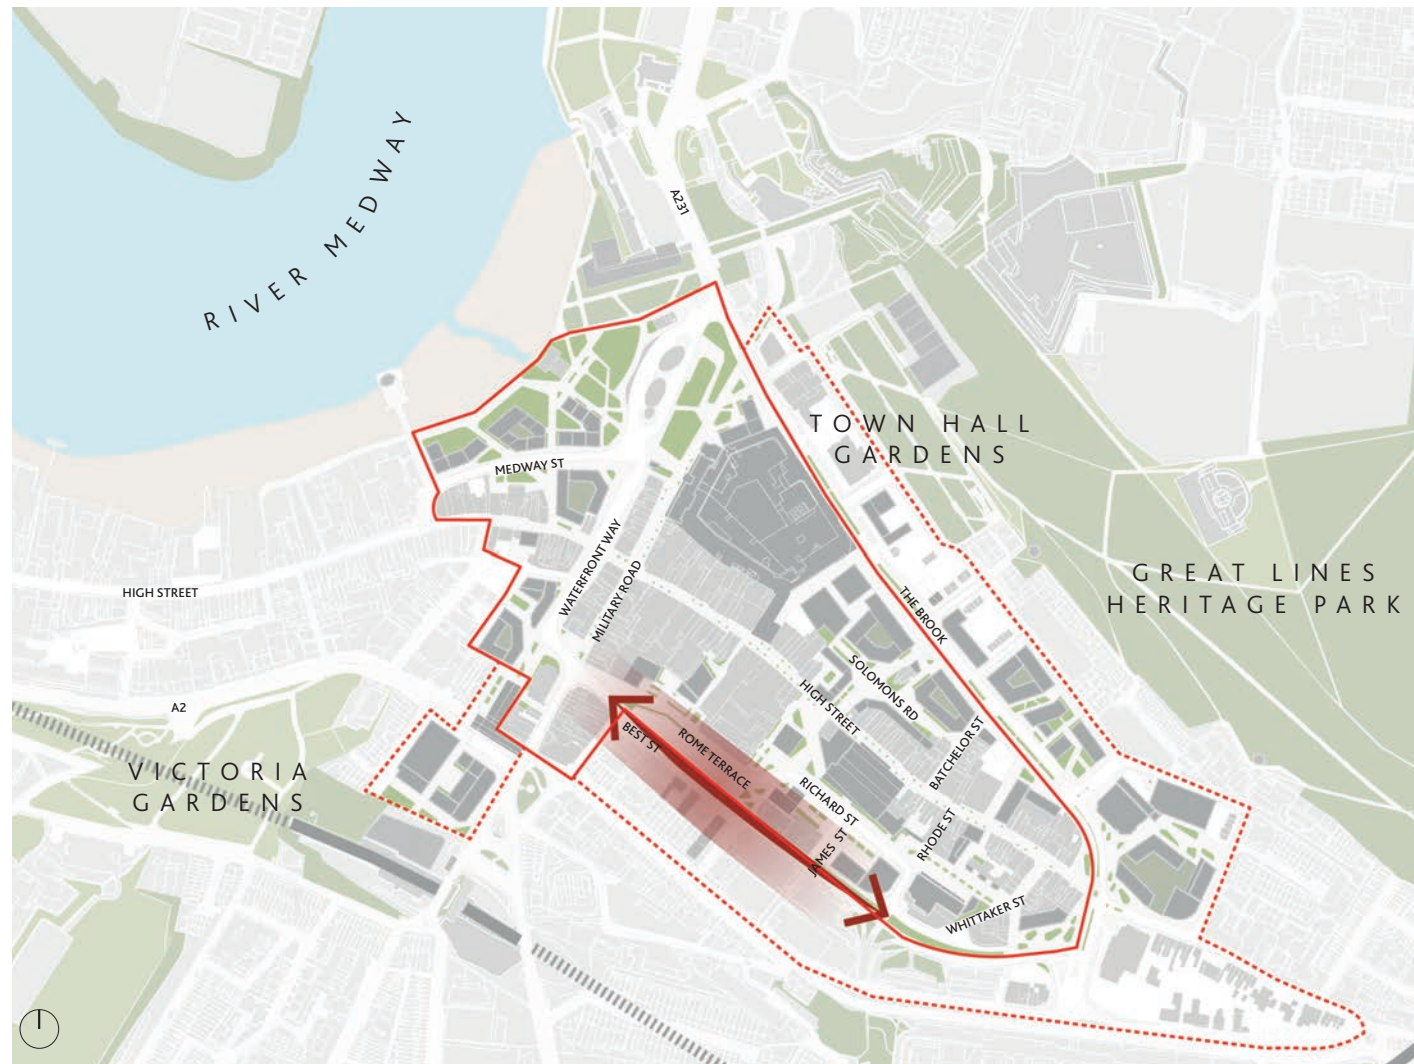 RIVER MEDWAY
A231
TOWN HALL
GARDENS
MEDWAY ST
WATERFRONT WAY
MILITARY ROAD
HIGH STREET
GREAT LINES
HERITAGE PARK
THE BROOK
SOLOMONS RD
HIGH STREET
BATCHELOR ST
A2
VICTORIA
GARDENS
BEST ST
ROME TERRACE
RICHARD ST
JAMES ST
RHODE ST
WHITTAKER ST